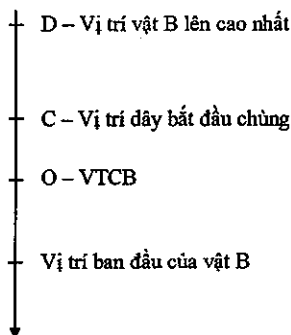 D – Vị trí vật B lên cao nhất
C – Vị trí dây bắt đầu chùng
O – VTCB
Vị trí ban đầu của vật B